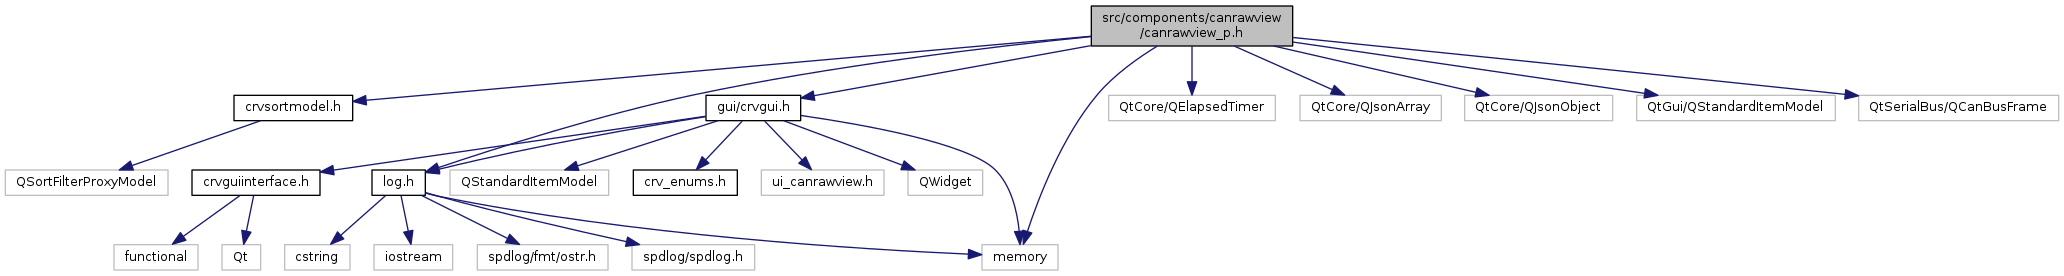 src/components/canrawview
/canrawview_p.h
crvsortmodel.h
gui/crvgui.h
QtCore/QElapsedTimer
QtCore/QJsonArray
QtCore/QJsonObject
QtGui/QStandardItemModel
QtSerialBus/QCanBusFrame
QSortFilterProxyModel
crvguiinterface.h
log.h
QStandardItemModel
crv_enums.h
ui_canrawview.h
QWidget
functional
Qt
cstring
iostream
spdlog/fmt/ostr.h
spdlog/spdlog.h
memory